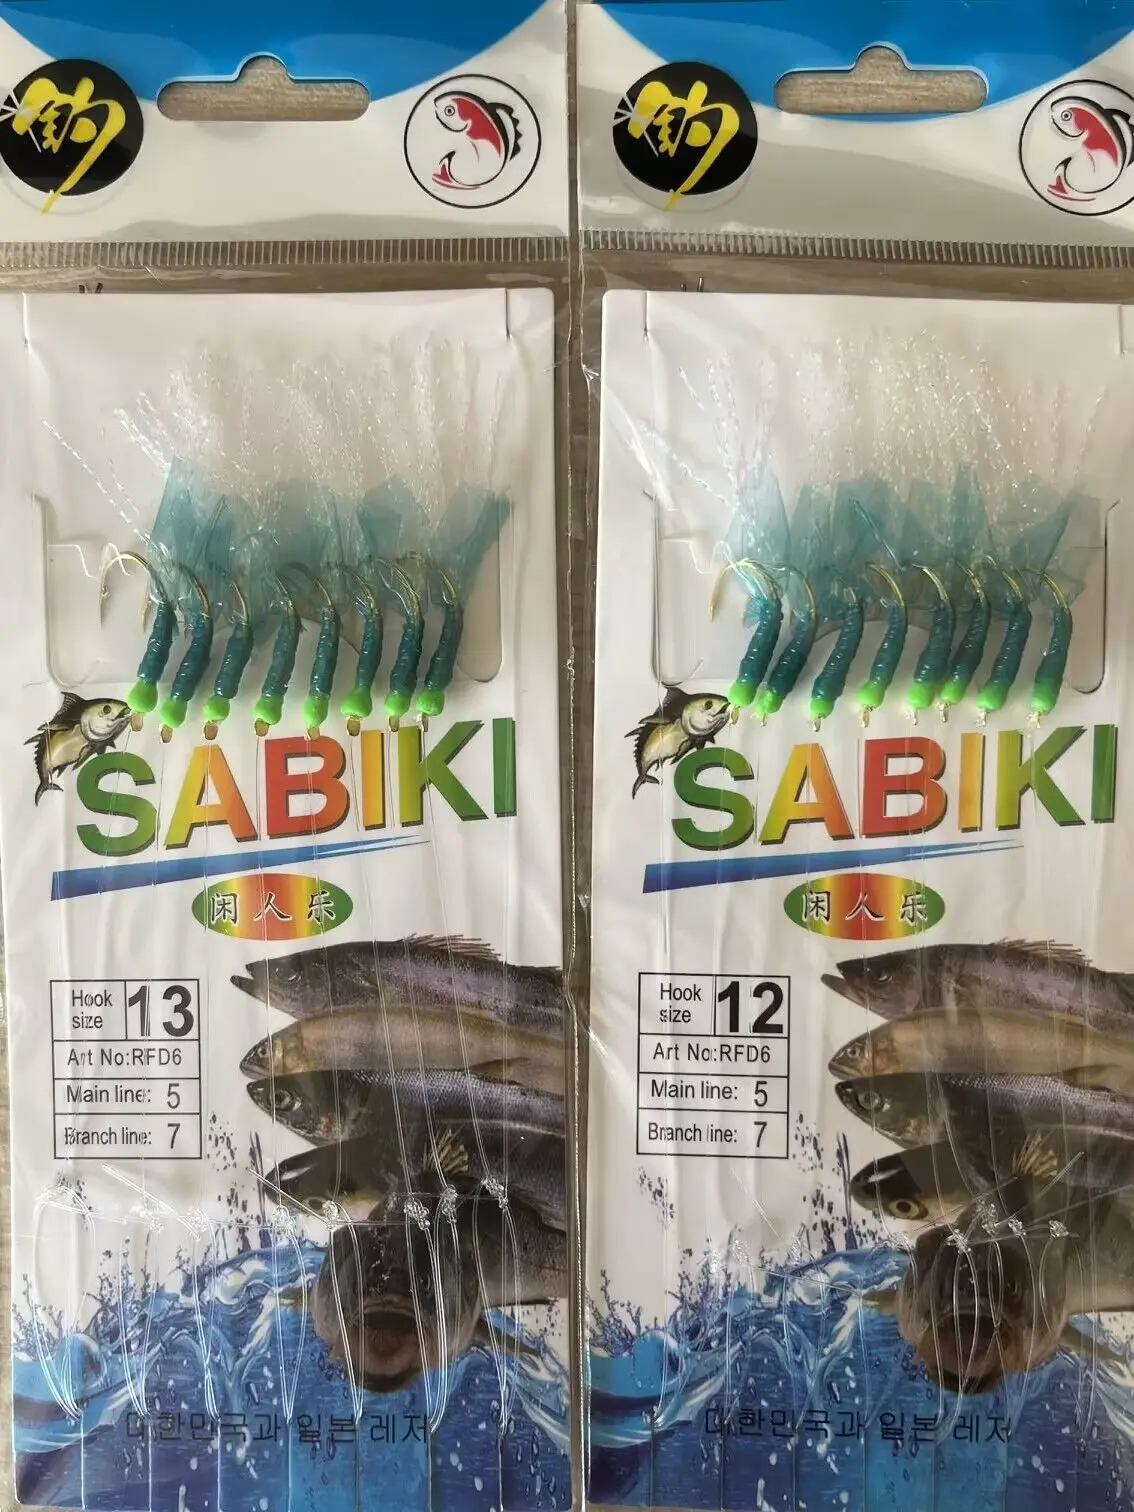 钓
SABIKI
闲人乐
Hook size 13
Art No:RFD6
Main line: 5
Branch line: 7
대한민국과 일본 레저
钓
SABIKI
闲人乐
Hook size 12
Art No:RFD6
Main line: 5
Branch line: 7
대한민국과 일본 레저